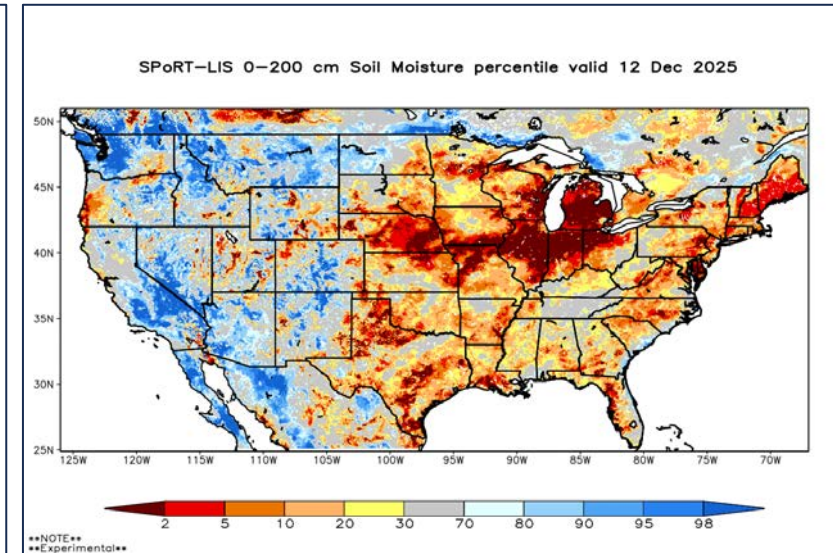 SPoRT-LIS 0-200 cm Soil Moisture percentile valid 12 Dec 2025
50N
45N
40N
35N
30N
25N
125W 120W 115W 110W 105W 100W 95W 90W 85W 80W 75W 70W
2 5 10 20 30 70 80 90 95 98
**NOTE**
**Experimental**